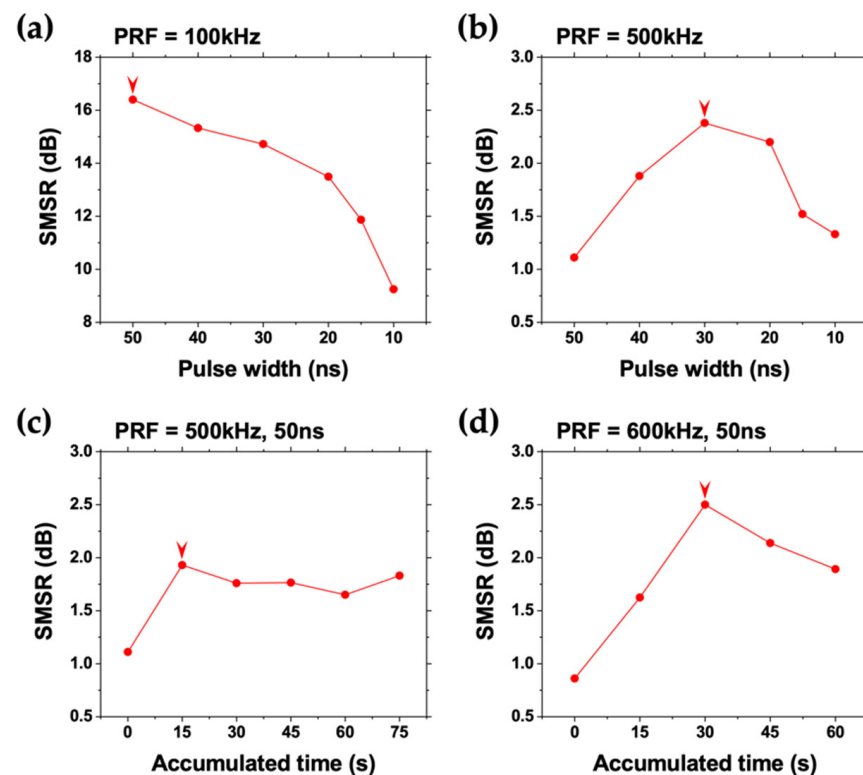 (a) PRF = 100kHz
18
16
14
12
10
8
SMSR (dB)
50 40 30 20 10
Pulse width (ns)
(b) PRF = 500kHz
3.0
2.5
2.0
1.5
1.0
0.5
SMSR (dB)
50 40 30 20 10
Pulse width (ns)
(c) PRF = 500kHz, 50ns
3.0
2.5
2.0
1.5
1.0
0.5
SMSR (dB)
0 15 30 45 60 75
Accumulated time (s)
(d) PRF = 600kHz, 50ns
3.0
2.5
2.0
1.5
1.0
0.5
SMSR (dB)
0 15 30 45 60
Accumulated time (s)